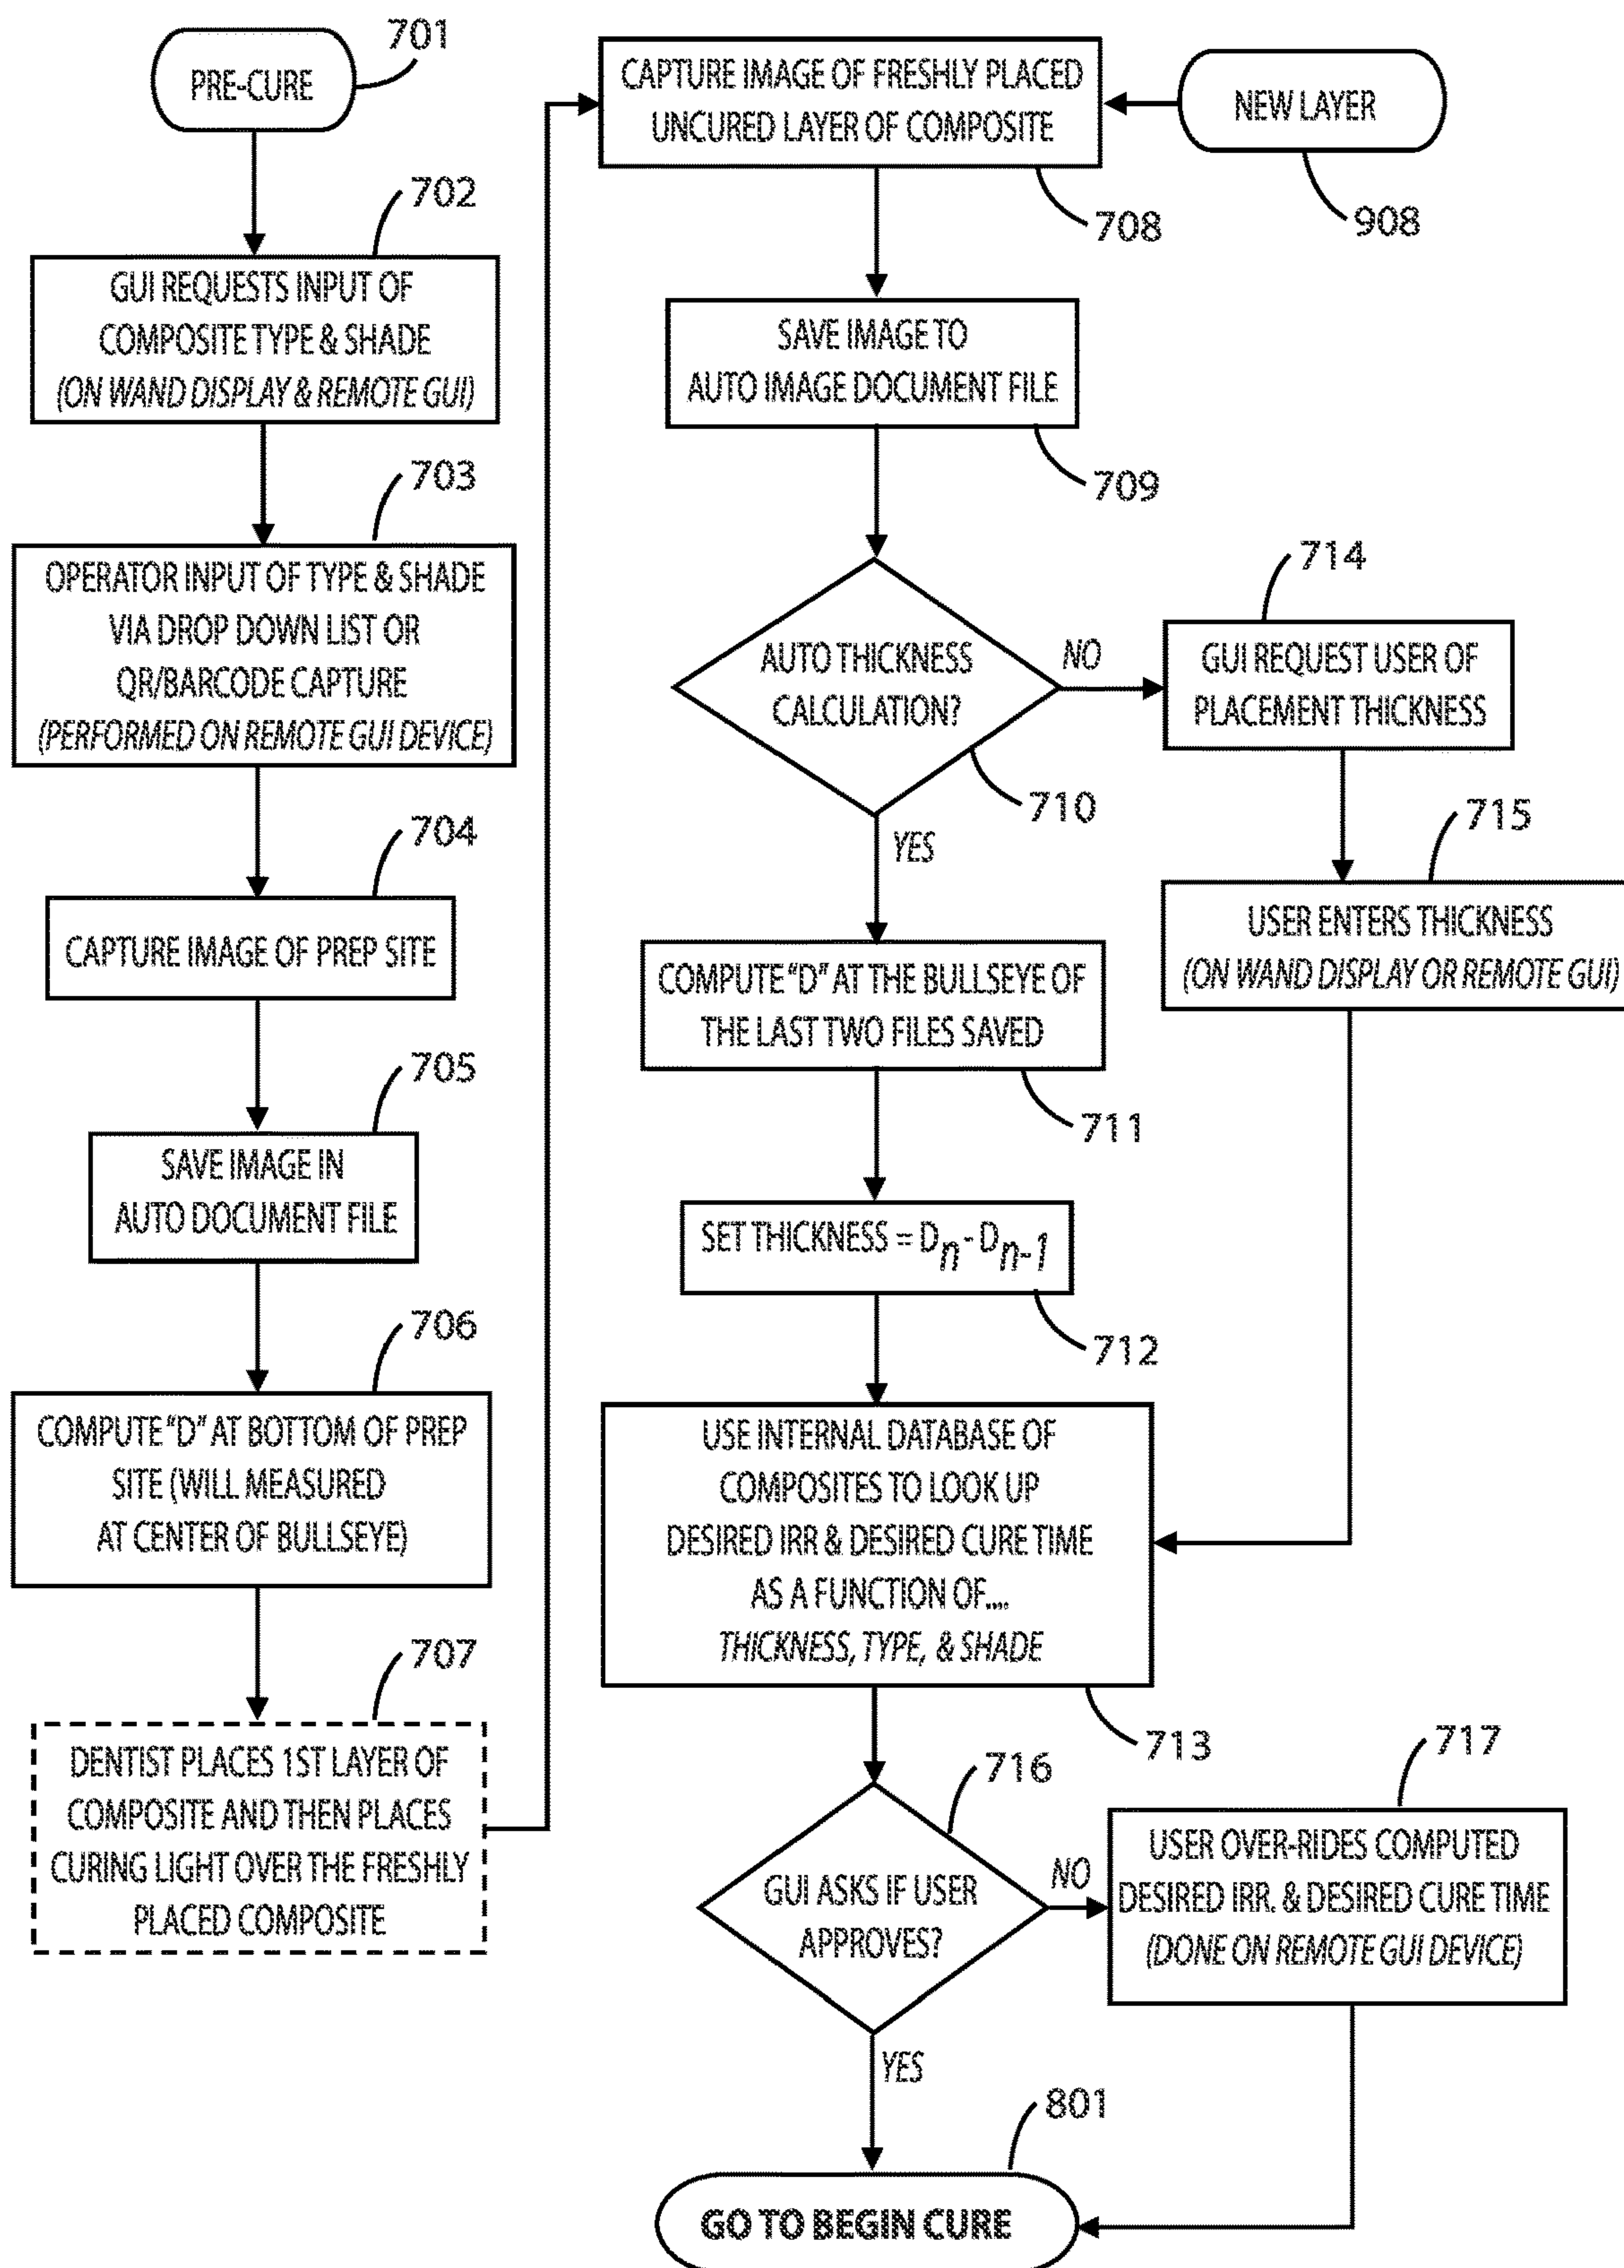 701
PRE-CURE
702
GUI REQUESTS INPUT OF
COMPOSITE TYPE & SHADE
(ON WAND DISPLAY & REMOTE GUI)
703
OPERATOR INPUT OF TYPE & SHADE
VIA DROP DOWN LIST OR
QR/BARCODE CAPTURE
(PERFORMED ON REMOTE GUI DEVICE)
704
CAPTURE IMAGE OF PREP SITE
705
SAVE IMAGE IN
AUTO DOCUMENT FILE
706
COMPUTE "D" AT BOTTOM OF PREP
SITE (WILL MEASURED
AT CENTER OF BULLSEYE)
707
DENTIST PLACES 1ST LAYER OF
COMPOSITE AND THEN PLACES
CURING LIGHT OVER THE FRESHLY
PLACED COMPOSITE
CAPTURE IMAGE OF FRESHLY PLACED
UNCURED LAYER OF COMPOSITE
708
NEW LAYER
908
SAVE IMAGE TO
AUTO IMAGE DOCUMENT FILE
709
AUTO THICKNESS
CALCULATION?
710
NO
714
GUI REQUEST USER OF
PLACEMENT THICKNESS
715
USER ENTERS THICKNESS
(ON WAND DISPLAY OR REMOTE GUI)
YES
COMPUTE "D" AT THE BULLSEYE OF
THE LAST TWO FILES SAVED
711
SET THICKNESS = Dn - Dn-1
712
USE INTERNAL DATABASE OF
COMPOSITES TO LOOK UP
DESIRED IRR & DESIRED CURE TIME
AS A FUNCTION OF....
THICKNESS, TYPE, & SHADE
713
716
GUI ASKS IF USER
APPROVES?
NO
717
USER OVER-RIDES COMPUTED
DESIRED IRR. & DESIRED CURE TIME
(DONE ON REMOTE GUI DEVICE)
YES
801
GO TO BEGIN CURE